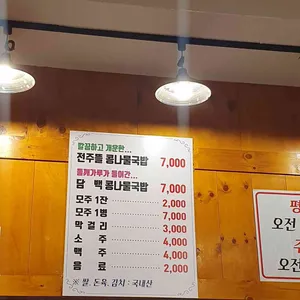 깔끔하고 개운한...
전주뜰 콩나물국밥 7,000
들깨가루가 들어간...
담 백 콩나물국밥 7,000
모주 1잔 2,000
모주 1병 7,000
막 걸 리 3,000
소 주 4,000
맥 주 4,000
음 료 2,000
※ 쌀, 돈육, 김치 : 국내산
오전
오전